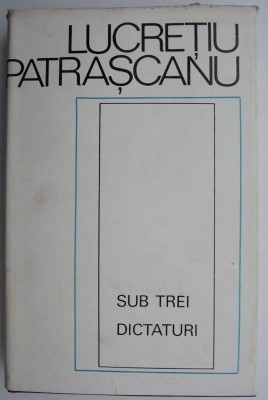 LUCREȚIU
PATRAȘCANU
SUB TREI
DICTATURI